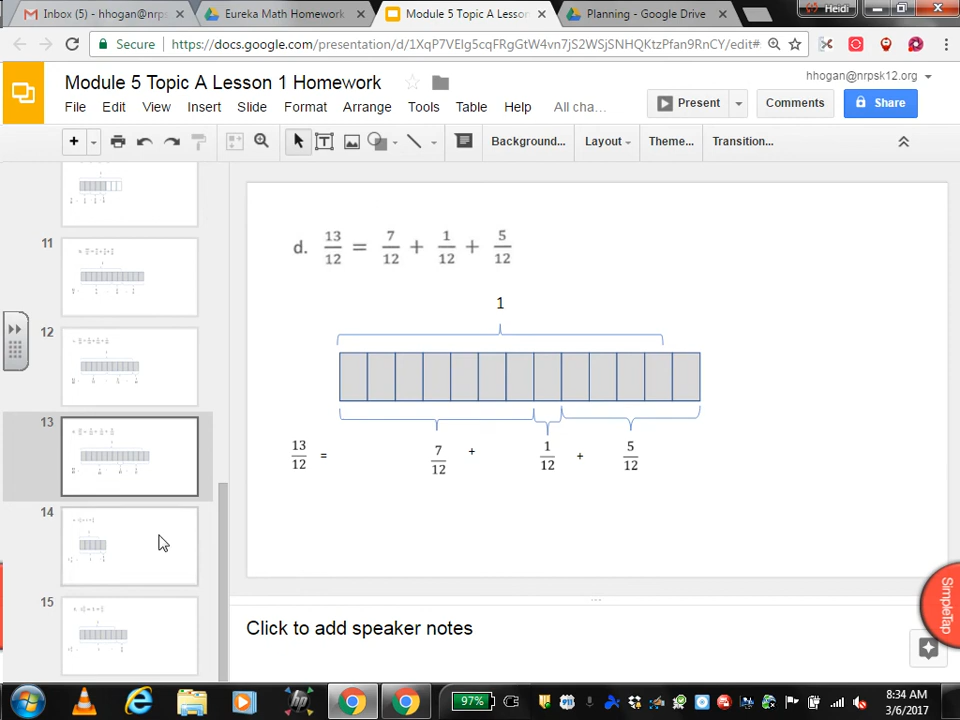 Inbox (5) - hhogan@nrps
Eureka Math Homework
Module 5 Topic A Lesson
Planning - Google Drive
Heidi
Secure
https://docs.google.com/presentation/d/1XqP7VEIg5cqFRgGtW4vn7jS2WSjSNHQKtzPfan9RnCY/edit#
Module 5 Topic A Lesson 1 Homework
hhogan@nrpsk12.org
File Edit View Insert Slide Format Arrange Tools Table Help All cha...
Present
Comments
Share
Background... Layout Theme... Transition...
11
12
13
14
15
d. 13/12 = 7/12 + 1/12 + 5/12
1
13/12 = 7/12 + 1/12 + 5/12
Click to add speaker notes
SimpleTap
hp
97%
8:34 AM
3/6/2017